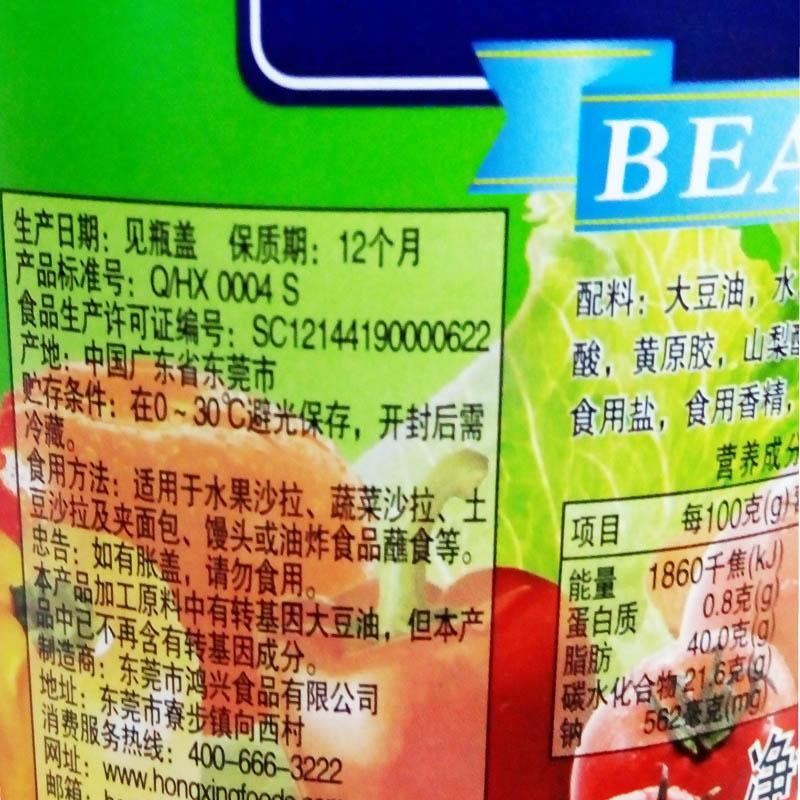 BEA
生产日期：见瓶盖 保质期：12个月
产品标准号：Q/HX 0004 S
食品生产许可证编号：SC12144190000622
产地：中国广东省东莞市
贮存条件：在0～30℃避光保存，开封后需
冷藏。
食用方法：适用于水果沙拉、蔬菜沙拉、土
豆沙拉及夹面包、馒头或油炸食品蘸食等。
忠告：如有胀盖，请勿食用。
本产品加工原料中有转基因大豆油，但本产
品中已不再含有转基因成分。
制造商：东莞市鸿兴食品有限公司
地址：东莞市寮步镇向西村
消费服务热线：400-666-3222
网址：www.hongxingfoods.com
邮箱：
配料：大豆油，水
酸，黄原胶，山梨酸
食用盐，食用香精，
营养成分
项目 每100克(g)
能量 1860千焦(kJ)
蛋白质 0.8克(g)
脂肪 40.0克(g)
碳水化合物 21.6克(g)
钠 562毫克(mg)
净